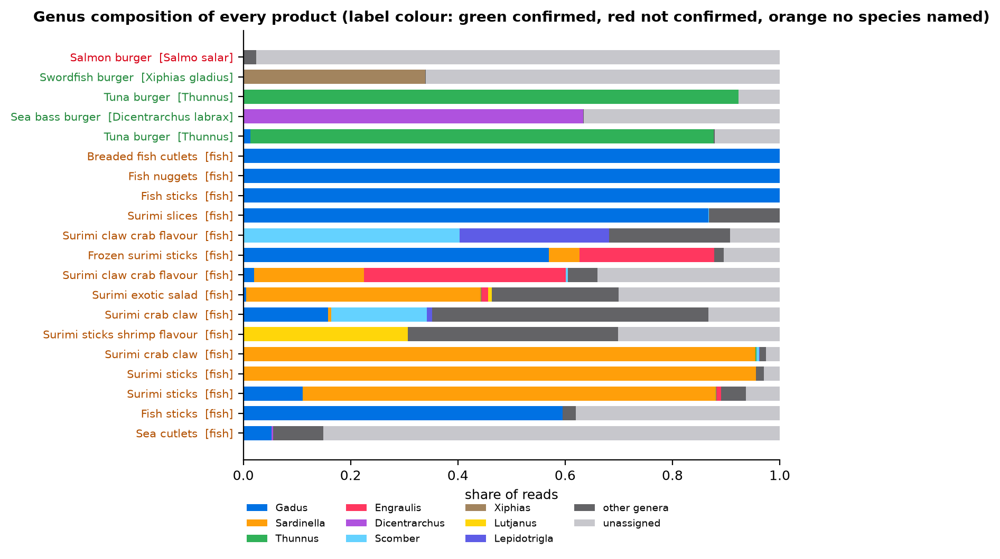 Genus composition of every product (label colour: green confirmed, red not confirmed, orange no species named)
Salmon burger [Salmo salar]
Swordfish burger [Xiphias gladius]
Tuna burger [Thunnus]
Sea bass burger [Dicentrarchus labrax]
Tuna burger [Thunnus]
Breaded fish cutlets [fish]
Fish nuggets [fish]
Fish sticks [fish]
Surimi slices [fish]
Surimi claw crab flavour [fish]
Frozen surimi sticks [fish]
Surimi claw crab flavour [fish]
Surimi exotic salad [fish]
Surimi crab claw [fish]
Surimi sticks shrimp flavour [fish]
Surimi crab claw [fish]
Surimi sticks [fish]
Surimi sticks [fish]
Fish sticks [fish]
Sea cutlets [fish]
0.0 0.2 0.4 0.6 0.8 1.0
share of reads
Gadus Engraulis Xiphias other genera
Sardinella Dicentrarchus Lutjanus unassigned
Thunnus Scomber Lepidotrigla